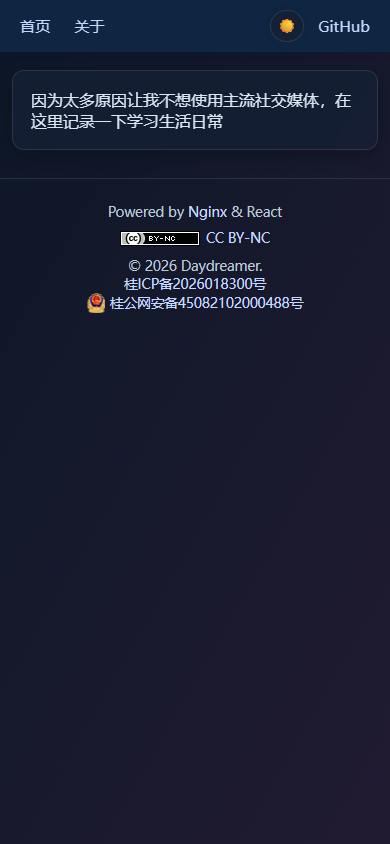 首页 关于 GitHub
因为太多原因让我不想使用主流社交媒体，在
这里记录一下学习生活日常
Powered by Nginx & React
cc BY-NC CC BY-NC
© 2026 Daydreamer.
桂ICP备2026018300号
桂公网安备45082102000488号